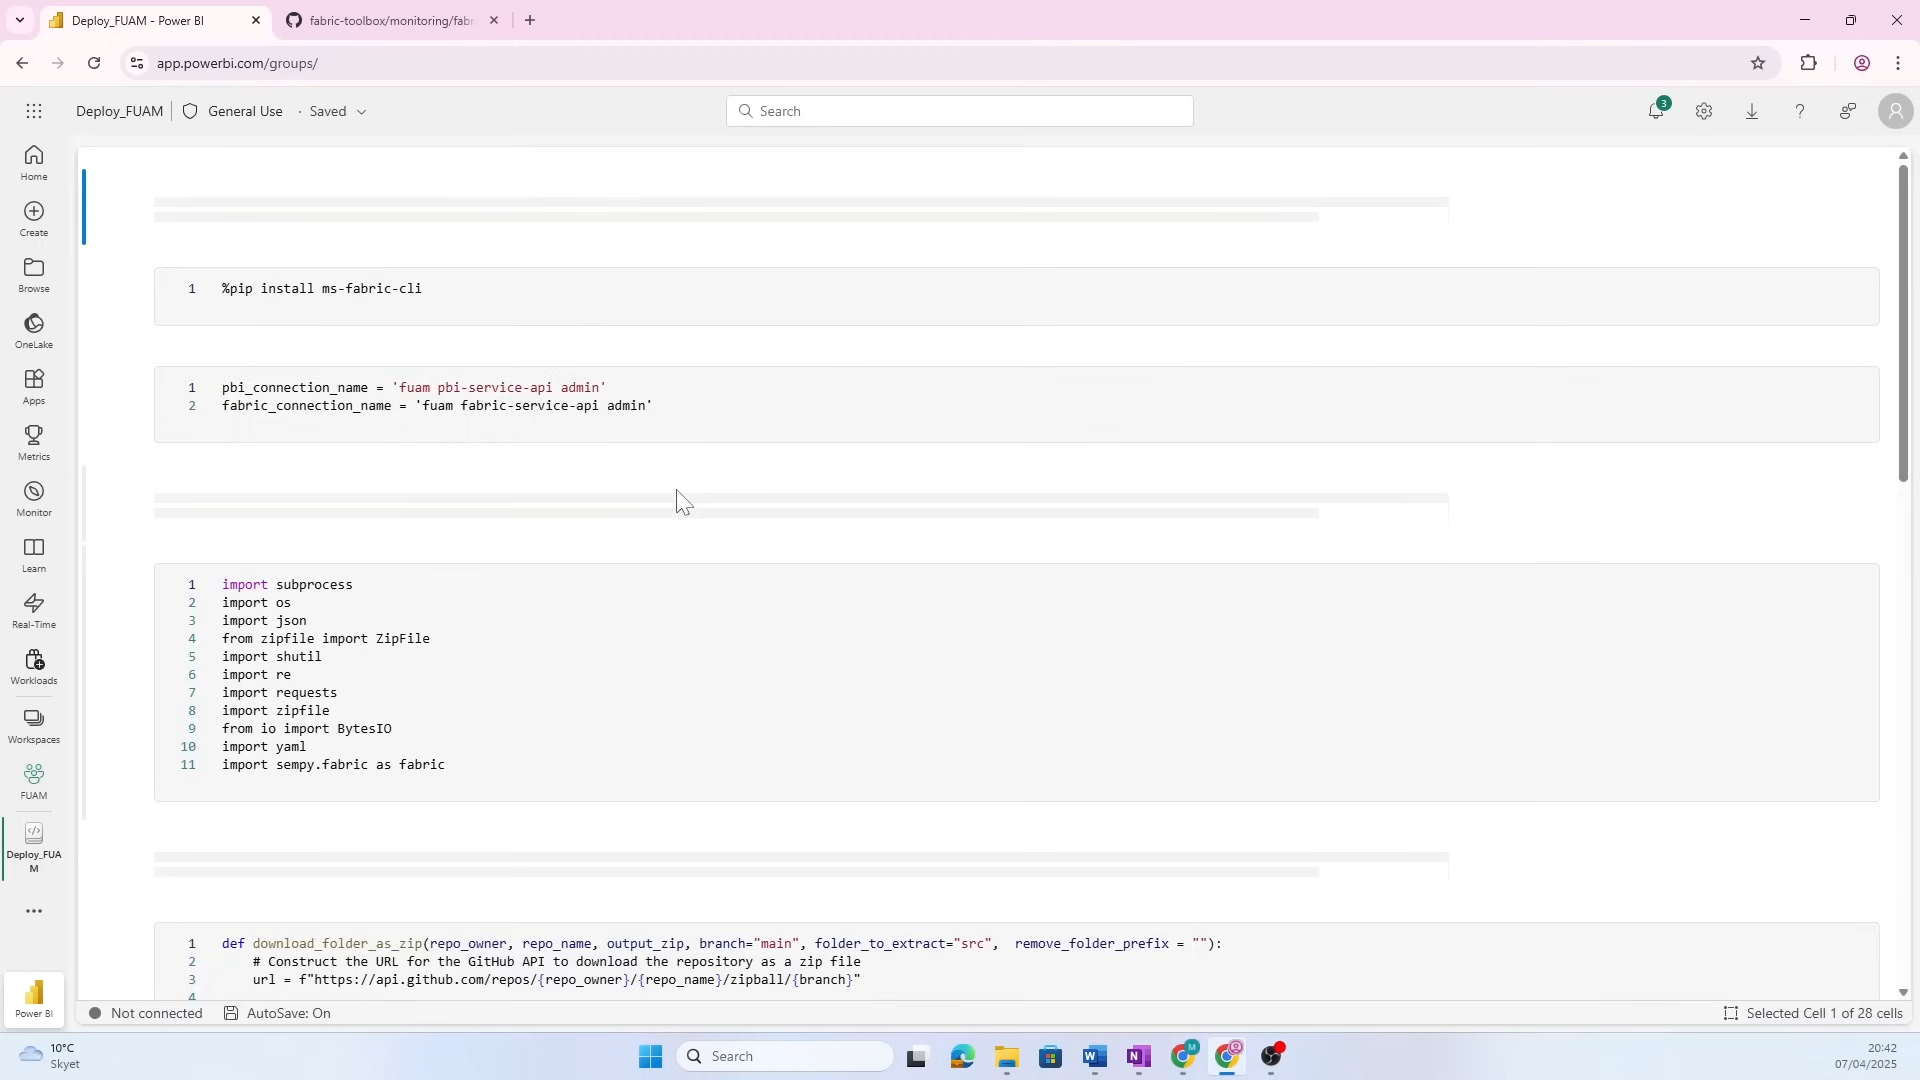 Deploy_FUAM - Power BI
fabric-toolbox/monitoring/fabr
app.powerbi.com/groups/
Deploy_FUAM
General Use
· Saved
Search
3
Home
Create
Browse
OneLake
Apps
Metrics
Monitor
Learn
Real-Time
Workloads
Workspaces
FUAM
Deploy_FUA
M
Power BI
1 %pip install ms-fabric-cli
1 pbi_connection_name = 'fuam pbi-service-api admin'
2 fabric_connection_name = 'fuam fabric-service-api admin'
1 import subprocess
2 import os
3 import json
4 from zipfile import ZipFile
5 import shutil
6 import re
7 import requests
8 import zipfile
9 from io import BytesIO
10 import yaml
11 import sempy.fabric as fabric
1 def download_folder_as_zip(repo_owner, repo_name, output_zip, branch="main", folder_to_extract="src",  remove_folder_prefix = ""):
2     # Construct the URL for the GitHub API to download the repository as a zip file
3     url = f"https://api.github.com/repos/{repo_owner}/{repo_name}/zipball/{branch}"
4
Not connected
AutoSave: On
Selected Cell 1 of 28 cells
10°C
Skyet
Search
20:42
07/04/2025